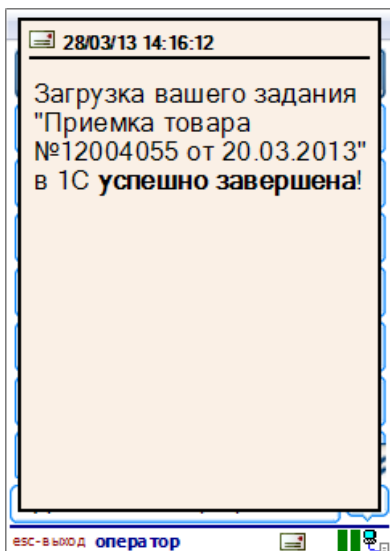 28/03/13 14:16:12
Загрузка вашего задания
"Приемка товара
№12004055 от 20.03.2013"
в 1С успешно завершена!
esc-выход оператор